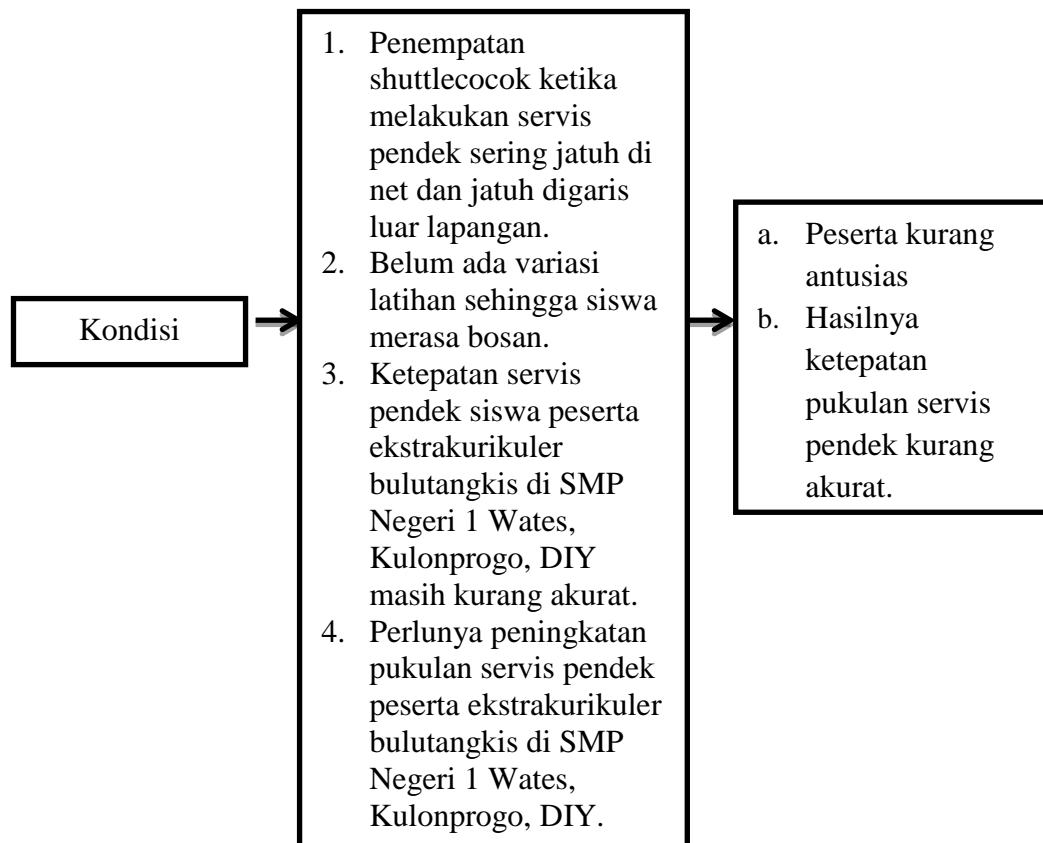 Kondisi
1. Penempatan
shuttlecocok ketika
melakukan servis
pendek sering jatuh di
net dan jatuh digaris
luar lapangan.
2. Belum ada variasi
latihan sehingga siswa
merasa bosan.
3. Ketepatan servis
pendek siswa peserta
ekstrakurikuler
bulutangkis di SMP
Negeri 1 Wates,
Kulonprogo, DIY
masih kurang akurat.
4. Perlunya peningkatan
pukulan servis pendek
peserta ekstrakurikuler
bulutangkis di SMP
Negeri 1 Wates,
Kulonprogo, DIY.
a. Peserta kurang
antusias
b. Hasilnya
ketepatan
pukulan servis
pendek kurang
akurat.